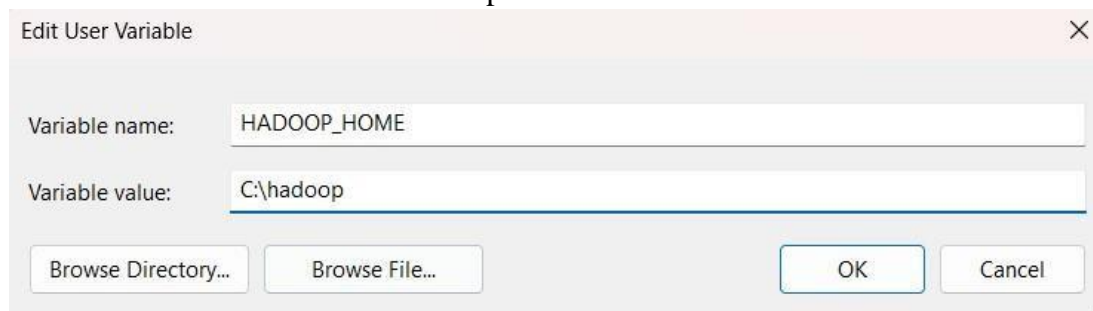 Edit User Variable
Variable name: HADOOP_HOME
Variable value: C:\hadoop
Browse Directory... Browse File... OK Cancel